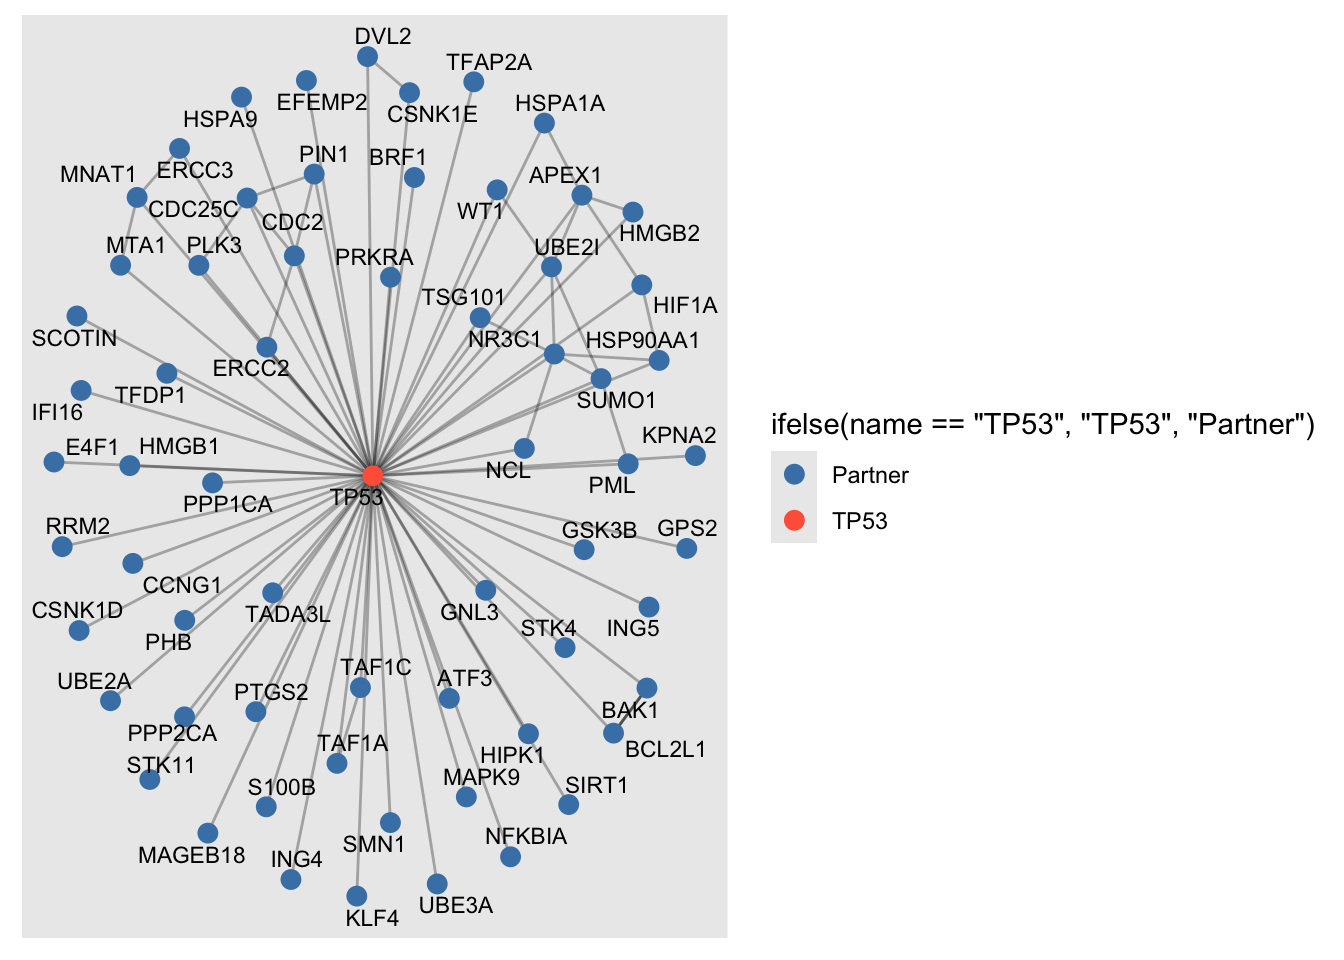 DVL2
TFAP2A
EFEMP2
HSPA1A
CSNK1E
HSPA9
PIN1
BRF1
ERCC3
MNAT1
APEX1
CDC25C
WT1
CDC2
HMGB2
MTA1
PLK3
UBE2I
PRKRA
TSG101
HIF1A
SCOTIN
NR3C1
HSP90AA1
ERCC2
TFDP1
SUMO1
IFI16
KPNA2
E4F1
HMGB1
NCL
PML
TP53
PPP1CA
RRM2
GSK3B
GPS2
CCNG1
CSNK1D
TADA3L
GNL3
PHB
STK4
ING5
TAF1C
UBE2A
ATF3
PTGS2
BAK1
PPP2CA
TAF1A
BCL2L1
HIPK1
STK11
MAPK9
S100B
SIRT1
NFKBIA
SMN1
MAGEB18
ING4
UBE3A
KLF4
ifelse(name == "TP53", "TP53", "Partner")
Partner
TP53